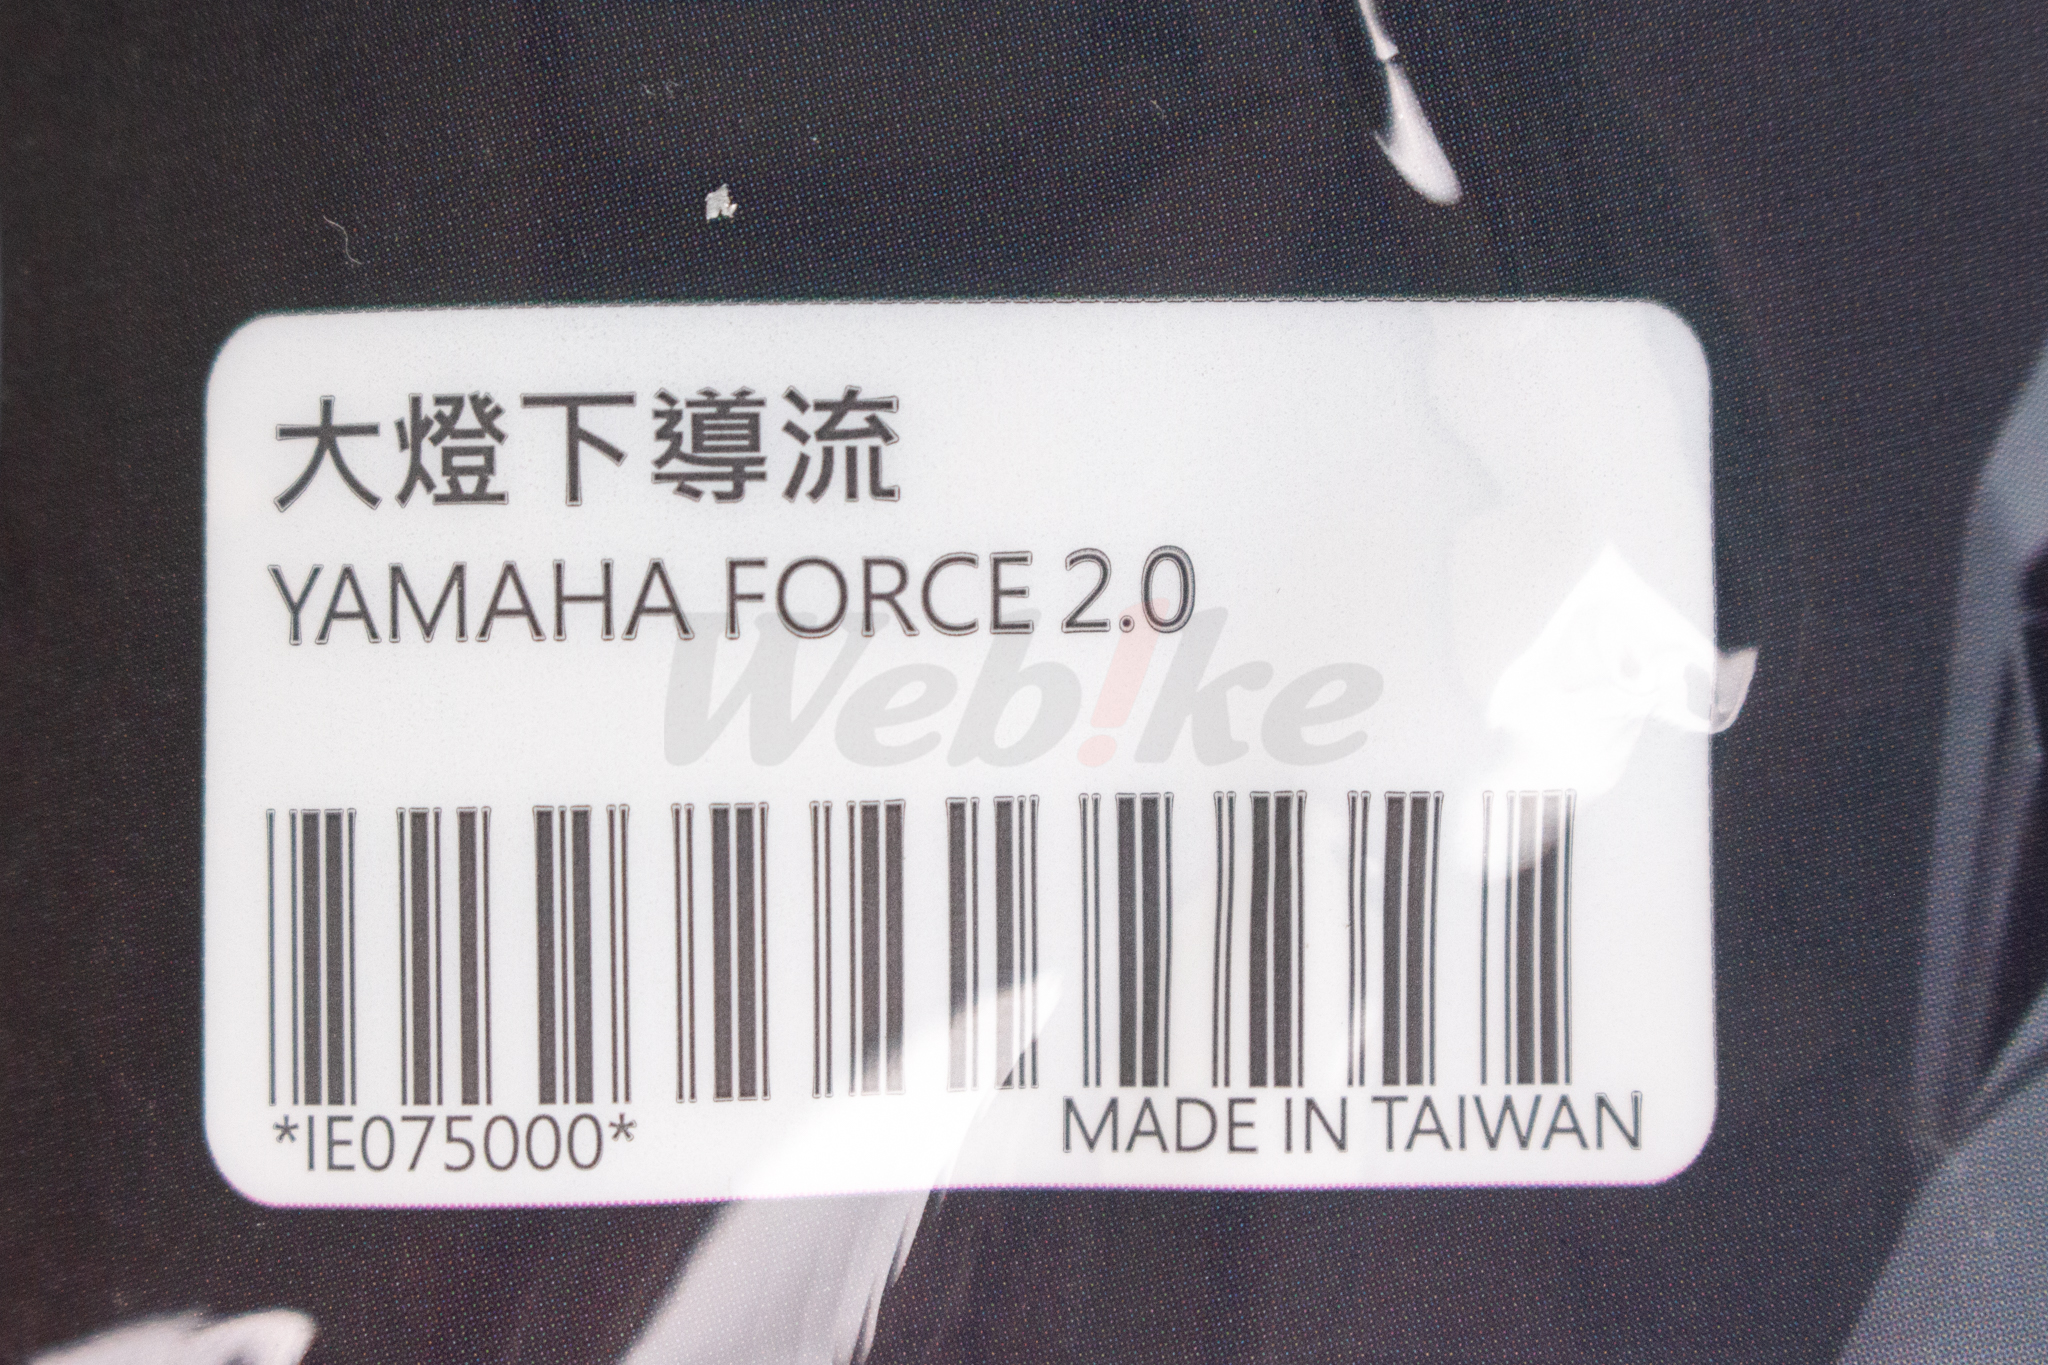 大燈下導流
YAMAHA FORCE 2.0
Web!ke
*IE075000*
MADE IN TAIWAN